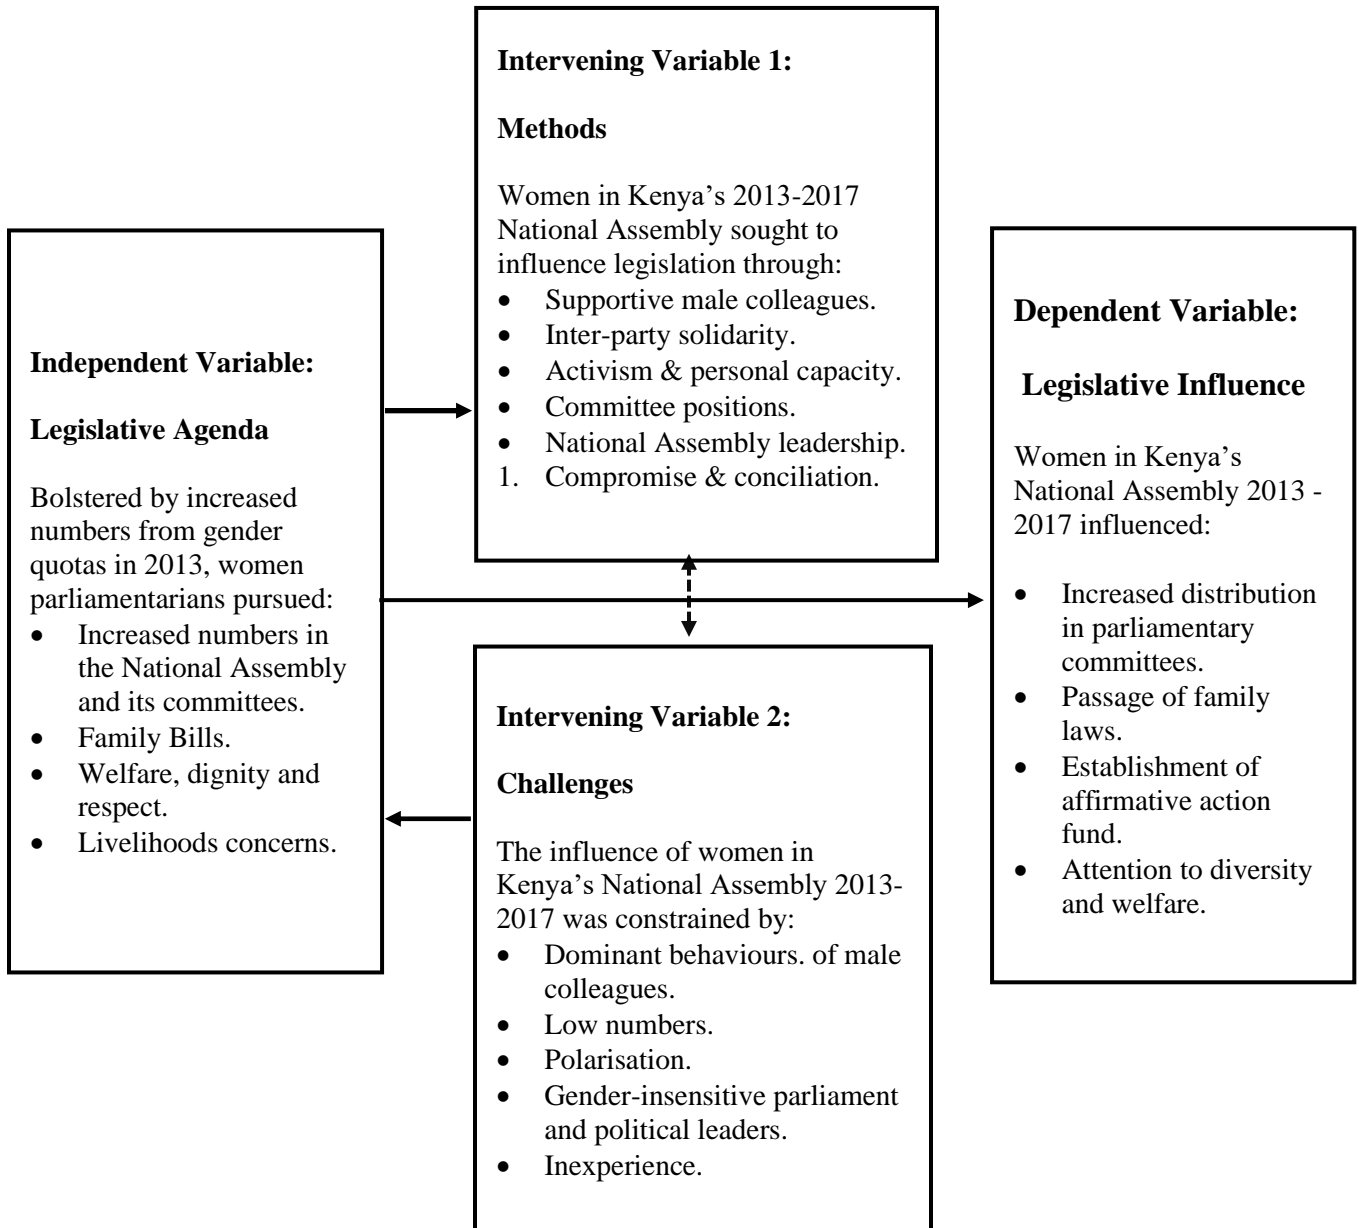 Intervening Variable 1:
Methods
Women in Kenya’s 2013-2017
National Assembly sought to
influence legislation through:
• Supportive male colleagues.
• Inter-party solidarity.
• Activism & personal capacity.
• Committee positions.
• National Assembly leadership.
1. Compromise & conciliation.
Independent Variable:
Legislative Agenda
Bolstered by increased
numbers from gender
quotas in 2013, women
parliamentarians pursued:
• Increased numbers in
the National Assembly
and its committees.
• Family Bills.
• Welfare, dignity and
respect.
• Livelihoods concerns.
Dependent Variable:
Legislative Influence
Women in Kenya’s
National Assembly 2013 -
2017 influenced:
• Increased distribution
in parliamentary
committees.
• Passage of family
laws.
• Establishment of
affirmative action
fund.
• Attention to diversity
and welfare.
Intervening Variable 2:
Challenges
The influence of women in
Kenya’s National Assembly 2013-
2017 was constrained by:
• Dominant behaviours. of male
colleagues.
• Low numbers.
• Polarisation.
• Gender-insensitive parliament
and political leaders.
• Inexperience.